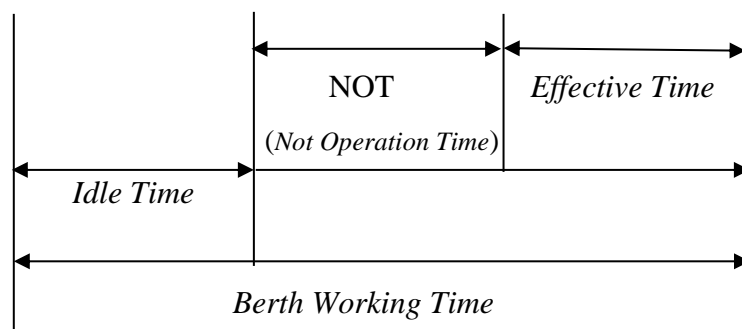 NOT
Effective Time
(Not Operation Time)
Idle Time
Berth Working Time